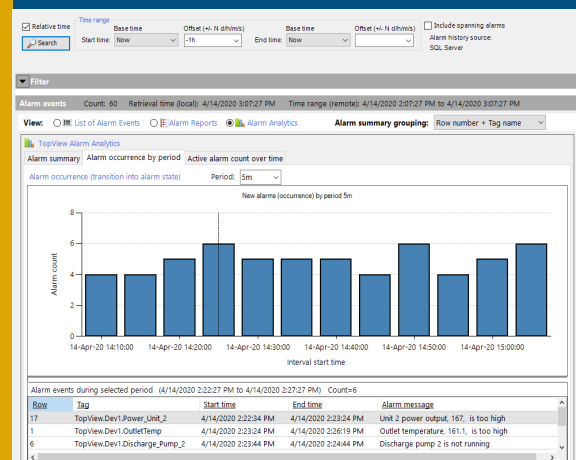 Relative time
Search
Time range
Base time Offset (+/- N d/h/m/s) Base time Offset (+/- N d/h/m/s)
Start time: Now -1h End time: Now
Include spanning alarms
Alarm history source:
SQL Server
Filter
Alarm events Count: 60 Retrieval time (local): 4/14/2020 3:07:27 PM Time range (remote): 4/14/2020 2:07:27 PM to 4/14/2020 3:07:27 PM
View: List of Alarm Events Alarm Reports Alarm Analytics Alarm summary grouping: Row number + Tag name
TopView Alarm Analytics
Alarm summary Alarm occurrence by period Active alarm count over time
Alarm occurrence (transition into alarm state) Period: 5m
New alarms (occurrence) by period 5m
Alarm count
8
6
4
2
0
14-Apr-20 14:10:00 14-Apr-20 14:20:00 14-Apr-20 14:30:00 14-Apr-20 14:40:00 14-Apr-20 14:50:00 14-Apr-20 15:00:00
Interval start time
Alarm events during selected period (4/14/2020 2:22:27 PM to 4/14/2020 2:27:27 PM) Count=6
Row Tag Start time End time Alarm message
17 TopView.Dev1.Power_Unit_2 4/14/2020 2:22:34 PM 4/14/2020 2:23:24 PM Unit 2 power output, 167, is too high
1 TopView.Dev1.OutletTemp 4/14/2020 2:23:24 PM 4/14/2020 2:26:19 PM Outlet temperature, 161.1, is too high
6 TopView.Dev1.Discharge_Pump_2 4/14/2020 2:23:44 PM 4/14/2020 2:24:44 PM Discharge pump 2 is not running